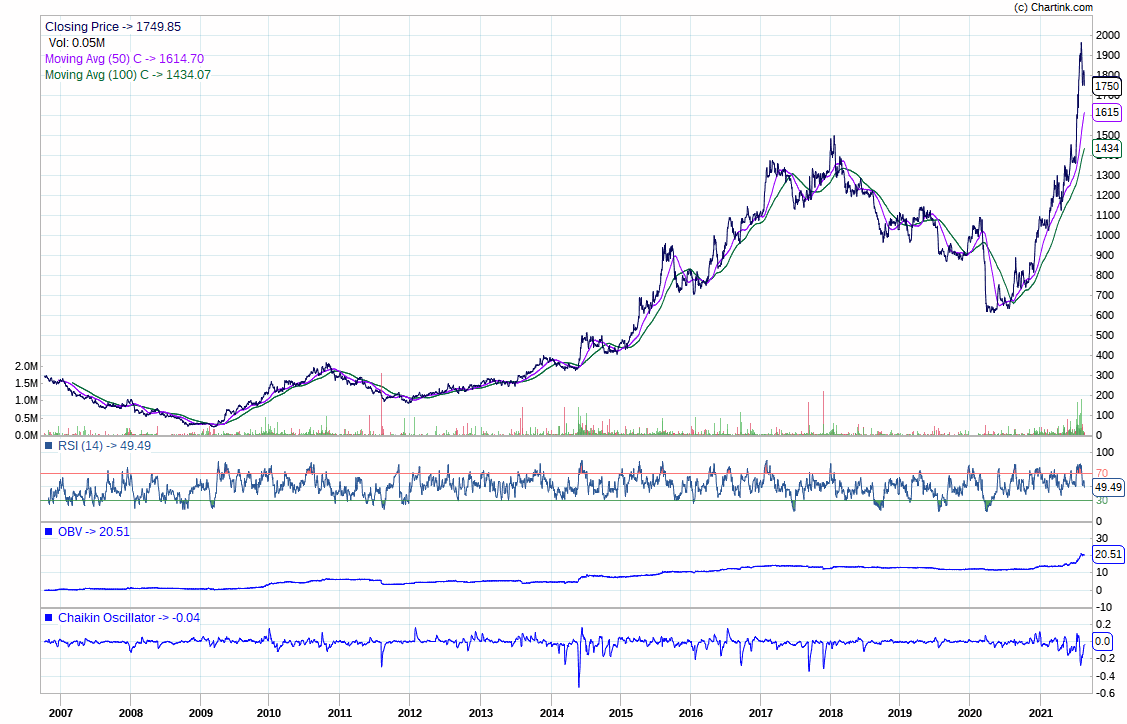 (c) Chartink.com
Closing Price -> 1749.85
Vol: 0.05M
Moving Avg (50) C -> 1614.70
Moving Avg (100) C -> 1434.07
2000
1900
1800
1750
1700
1615
1500
1434
1400
1300
1200
1100
1000
900
800
700
600
500
400
300
200
100
0
2.0M
1.5M
1.0M
0.5M
0.0M
RSI (14) -> 49.49
100
70
49.49
30
0
OBV -> 20.51
30
20.51
10
0
-10
Chaikin Oscillator -> -0.04
0.2
0.0
-0.2
-0.4
-0.6
2007 2008 2009 2010 2011 2012 2013 2014 2015 2016 2017 2018 2019 2020 2021